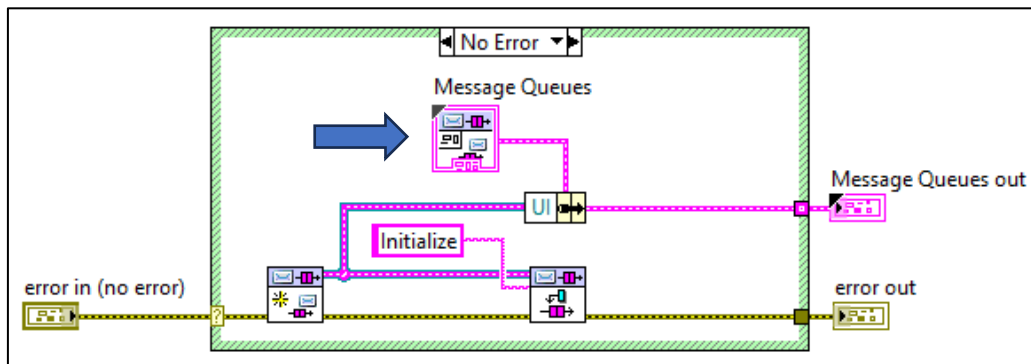 No Error
Message Queues
Message Queues out
UI
Initialize
error in (no error)
error out
?